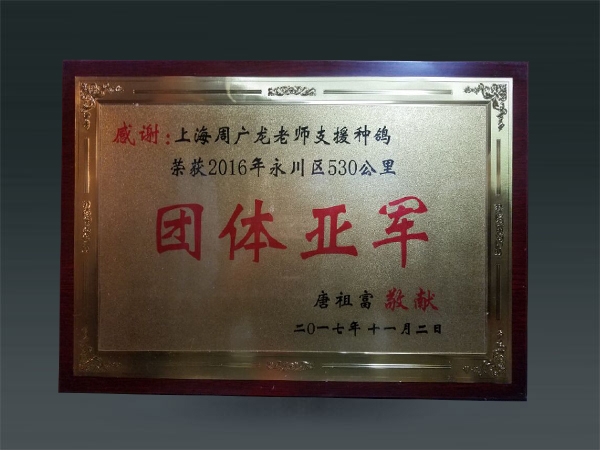 感谢：上海周广龙老师支援种鸽
荣获2016年永川区530公里
团体亚军
唐祖富 敬献
二〇一七年十一月二日